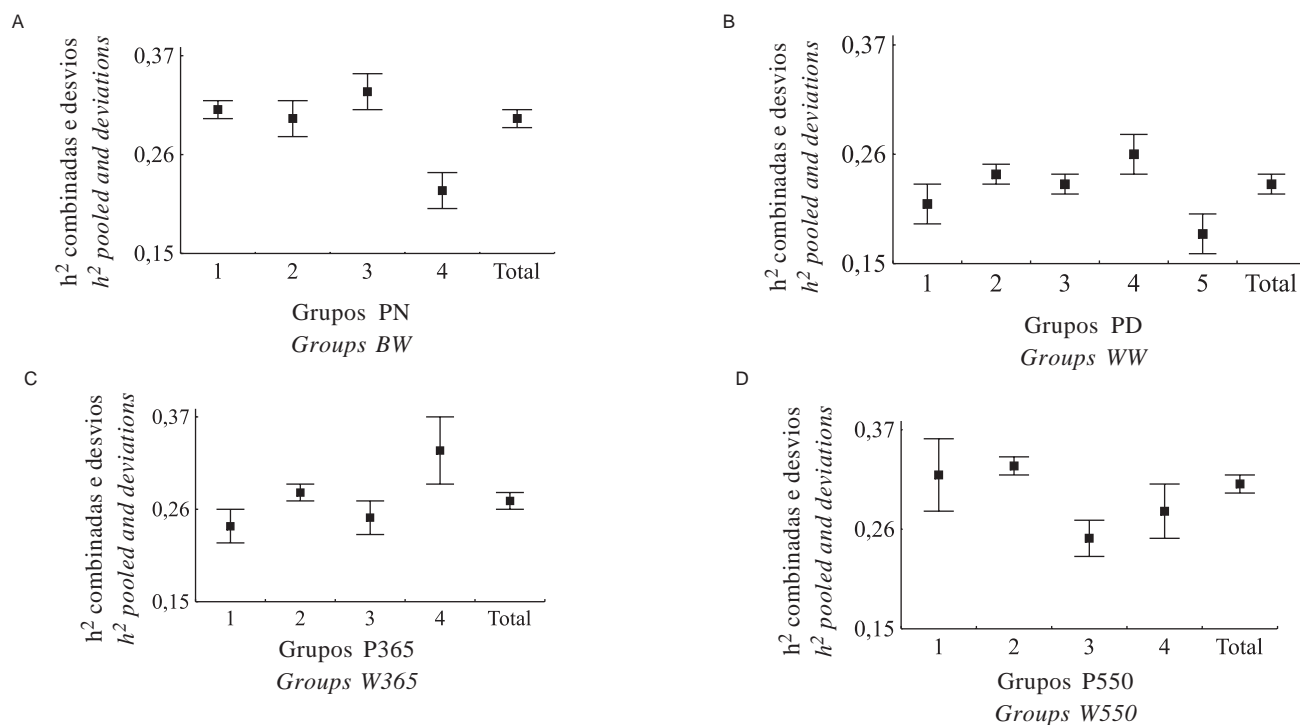 A
h² combinadas e desvios
h² pooled and deviations
0,37
0,26
0,15
1 2 3 4 Total
Grupos PN
Groups BW
B
h² combinadas e desvios
h² pooled and deviations
0,37
0,26
0,15
1 2 3 4 5 Total
Grupos PD
Groups WW
C
h² combinadas e desvios
h² pooled and deviations
0,37
0,26
0,15
1 2 3 4 Total
Grupos P365
Groups W365
D
h² combinadas e desvios
h² pooled and deviations
0,37
0,26
0,15
1 2 3 4 Total
Grupos P550
Groups W550